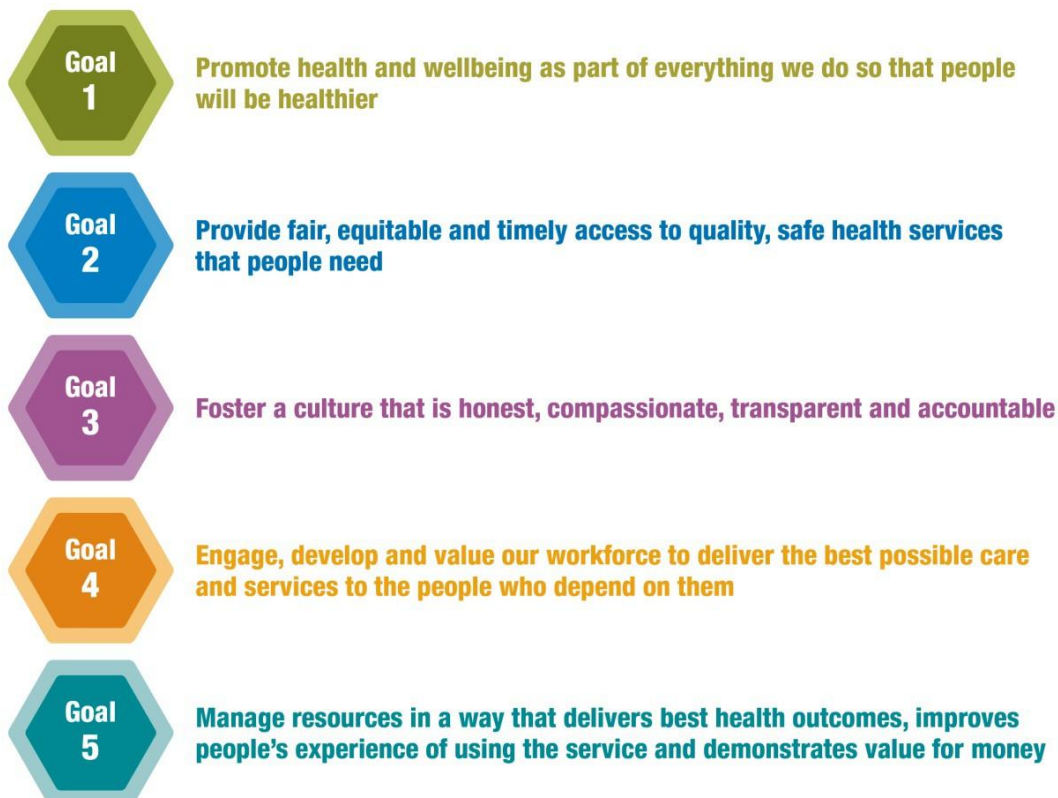 Goal
1
Promote health and wellbeing as part of everything we do so that people
will be healthier
Goal
2
Provide fair, equitable and timely access to quality, safe health services
that people need
Goal
3
Foster a culture that is honest, compassionate, transparent and accountable
Goal
4
Engage, develop and value our workforce to deliver the best possible care
and services to the people who depend on them
Goal
5
Manage resources in a way that delivers best health outcomes, improves
people’s experience of using the service and demonstrates value for money